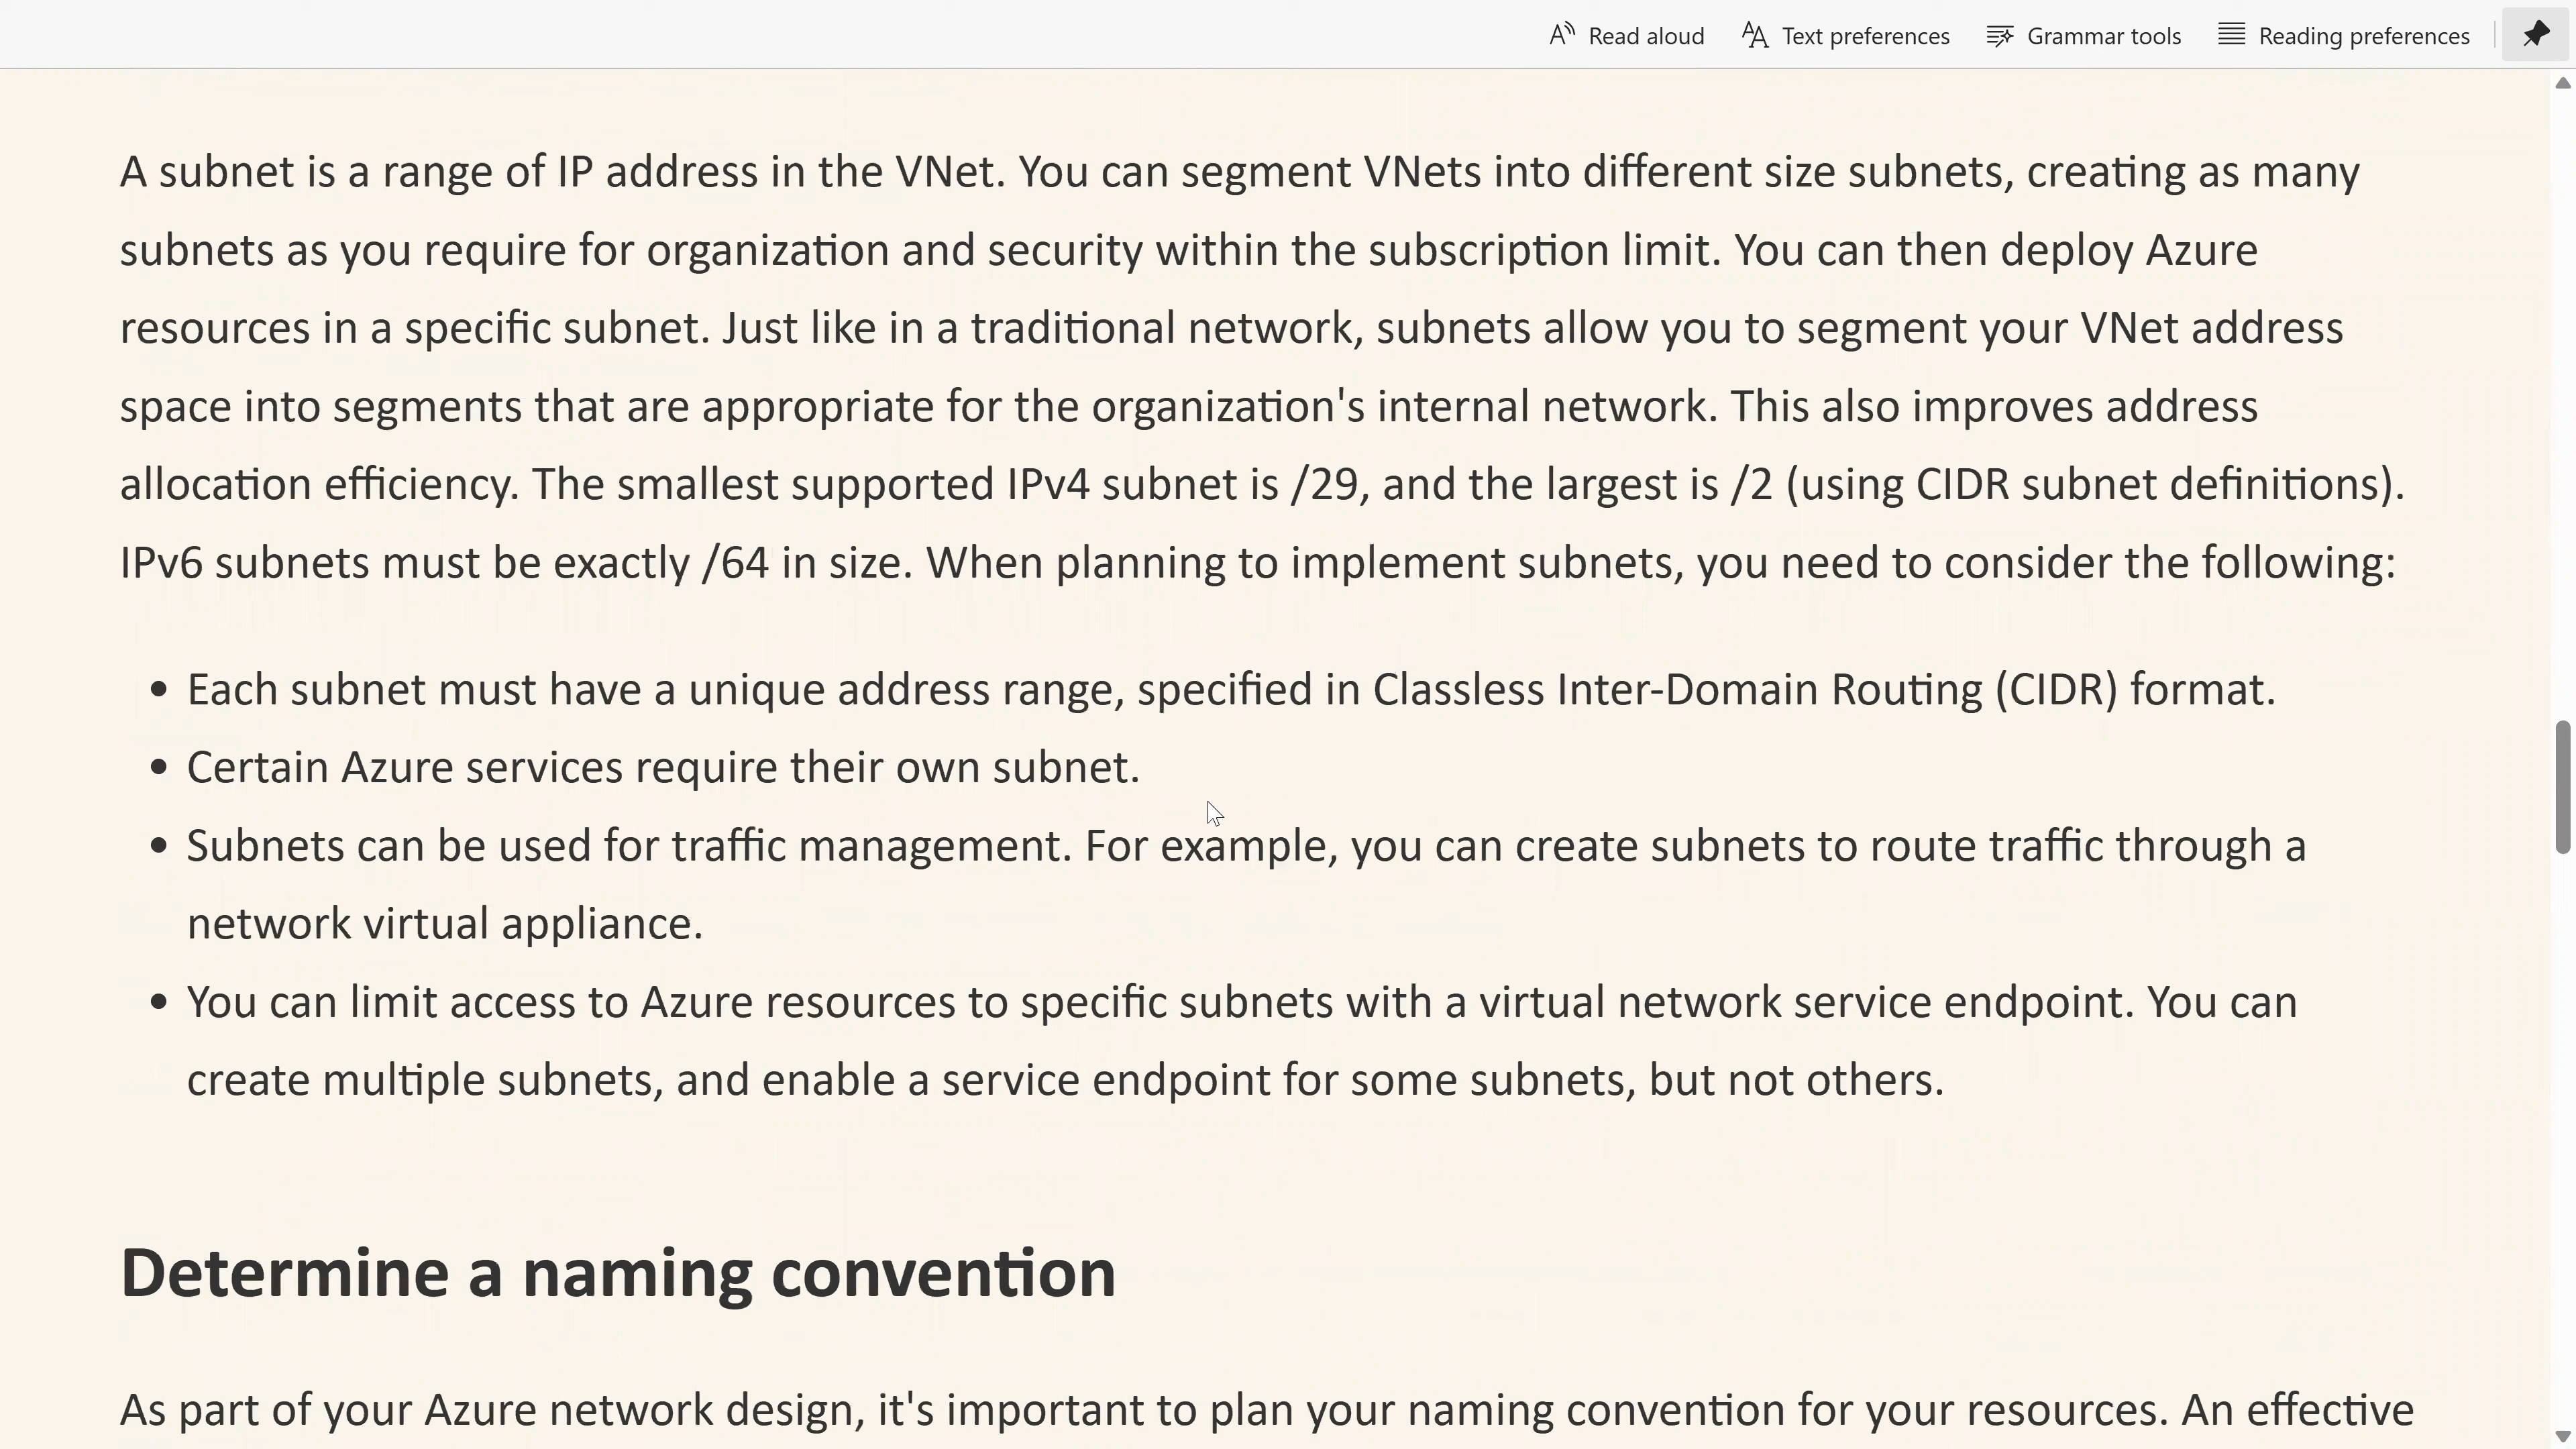 Read aloud
Text preferences
Grammar tools
Reading preferences
A subnet is a range of IP address in the VNet. You can segment VNets into different size subnets, creating as many
subnets as you require for organization and security within the subscription limit. You can then deploy Azure
resources in a specific subnet. Just like in a traditional network, subnets allow you to segment your VNet address
space into segments that are appropriate for the organization's internal network. This also improves address
allocation efficiency. The smallest supported IPv4 subnet is /29, and the largest is /2 (using CIDR subnet definitions).
IPv6 subnets must be exactly /64 in size. When planning to implement subnets, you need to consider the following:
• Each subnet must have a unique address range, specified in Classless Inter-Domain Routing (CIDR) format.
• Certain Azure services require their own subnet.
• Subnets can be used for traffic management. For example, you can create subnets to route traffic through a
network virtual appliance.
• You can limit access to Azure resources to specific subnets with a virtual network service endpoint. You can
create multiple subnets, and enable a service endpoint for some subnets, but not others.
Determine a naming convention
As part of your Azure network design, it's important to plan your naming convention for your resources. An effective